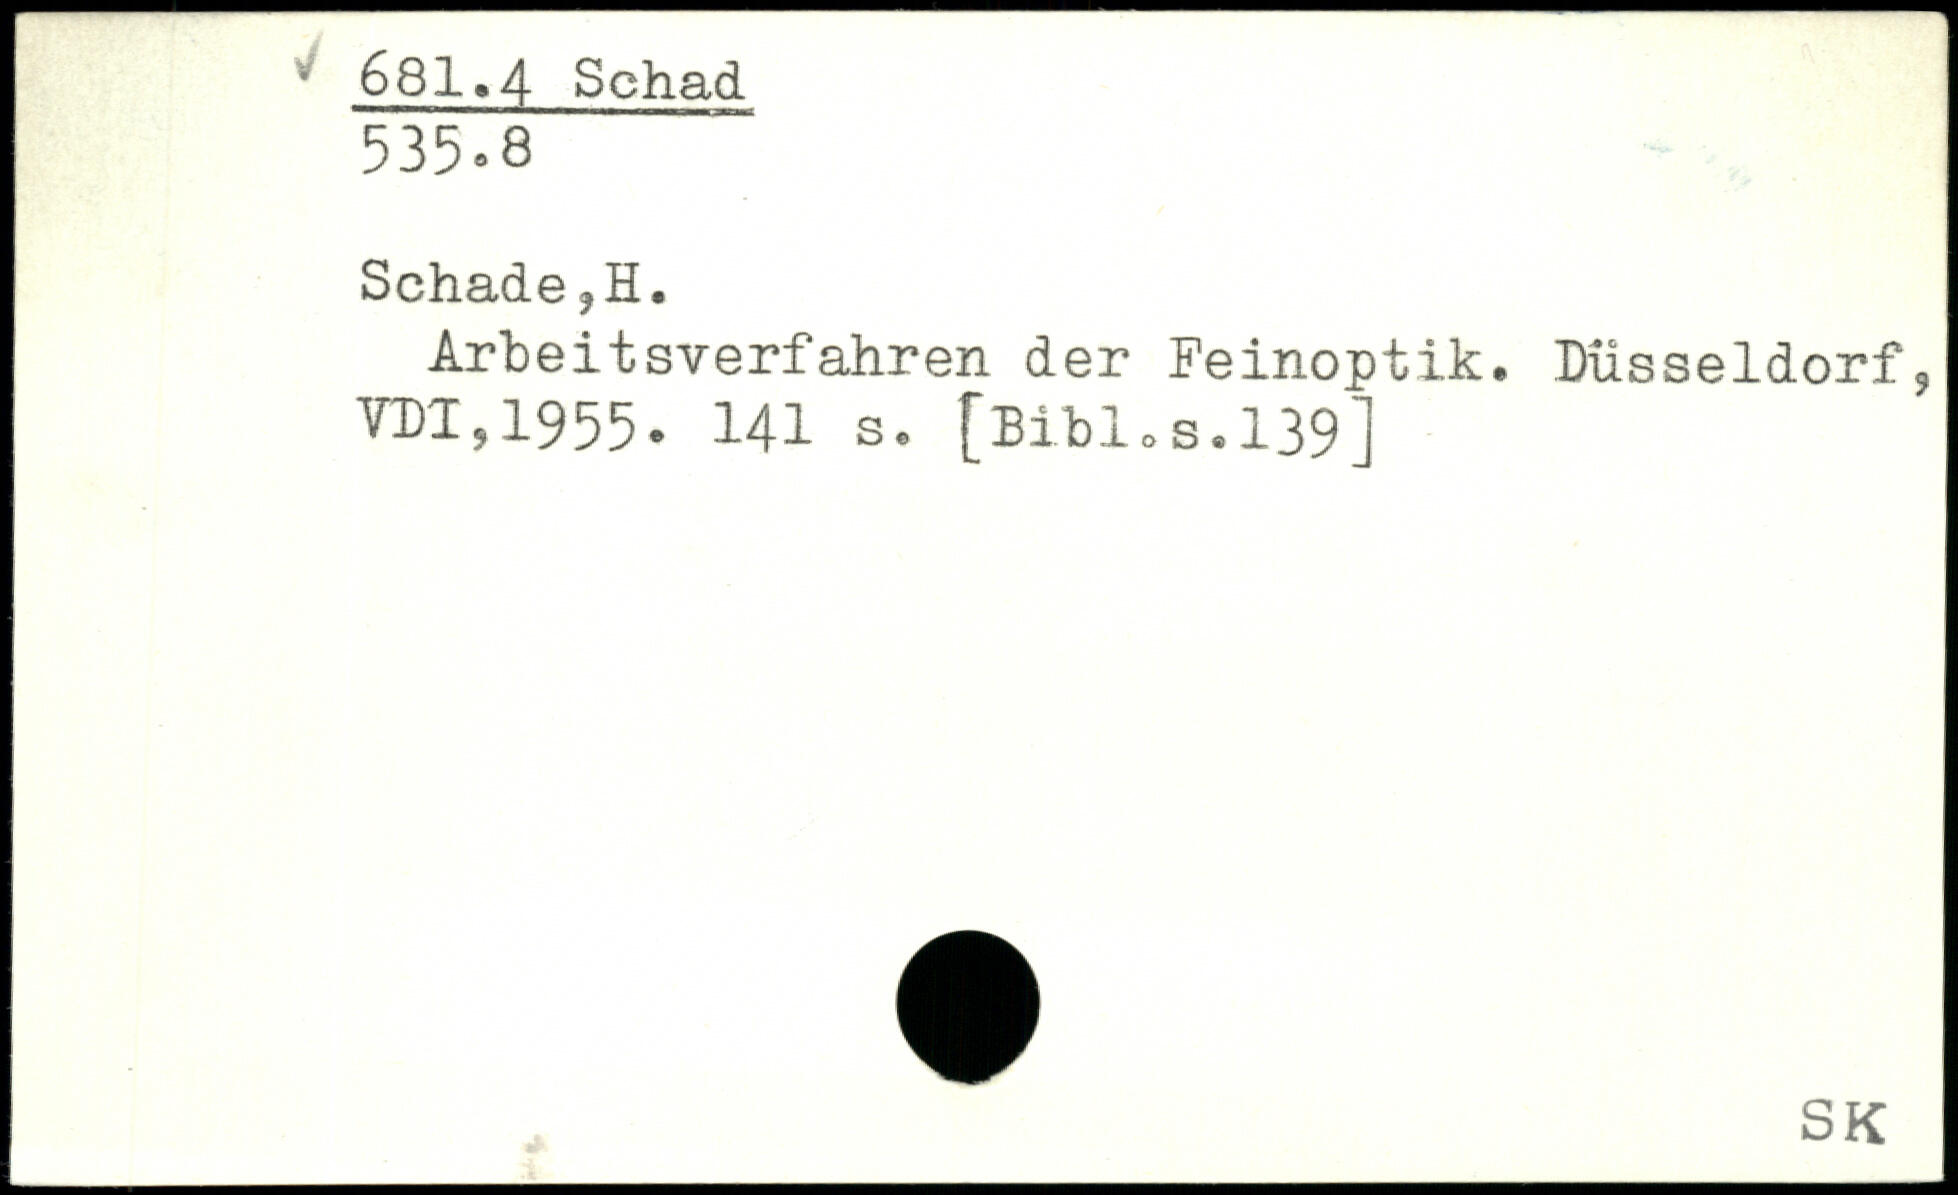 681.4 Schad
535.8
Schade,H.
Arbeitsverfahren der Feinoptik. Düsseldorf,
VDI,1955. 141 s. [Bibl.s.139]
SK